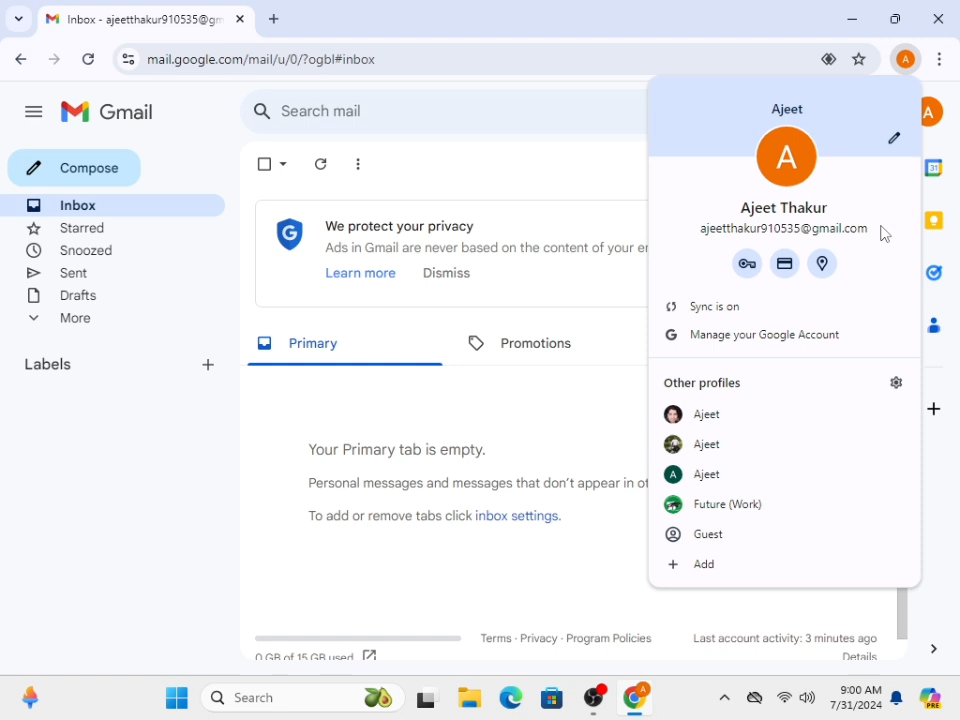 Inbox - ajeetthakur910535@gm
mail.google.com/mail/u/0/?ogbl#inbox
A
Gmail
Search mail
Ajeet
A
A
Ajeet Thakur
ajeetthakur910535@gmail.com
Compose
Inbox
Starred
Snoozed
Sent
Drafts
More
Labels
We protect your privacy
Ads in Gmail are never based on the content of your
Learn more Dismiss
Primary
Promotions
Your Primary tab is empty.
Personal messages and messages that don't appear in
To add or remove tabs click inbox settings.
Sync is on
G Manage your Google Account
Other profiles
Ajeet
Ajeet
A Ajeet
Future (Work)
Guest
Add
31
Terms · Privacy · Program Policies
Last account activity: 3 minutes ago
Details
0 GB of 15 GB used
Search
A
PRE
9:00 AM
7/31/2024